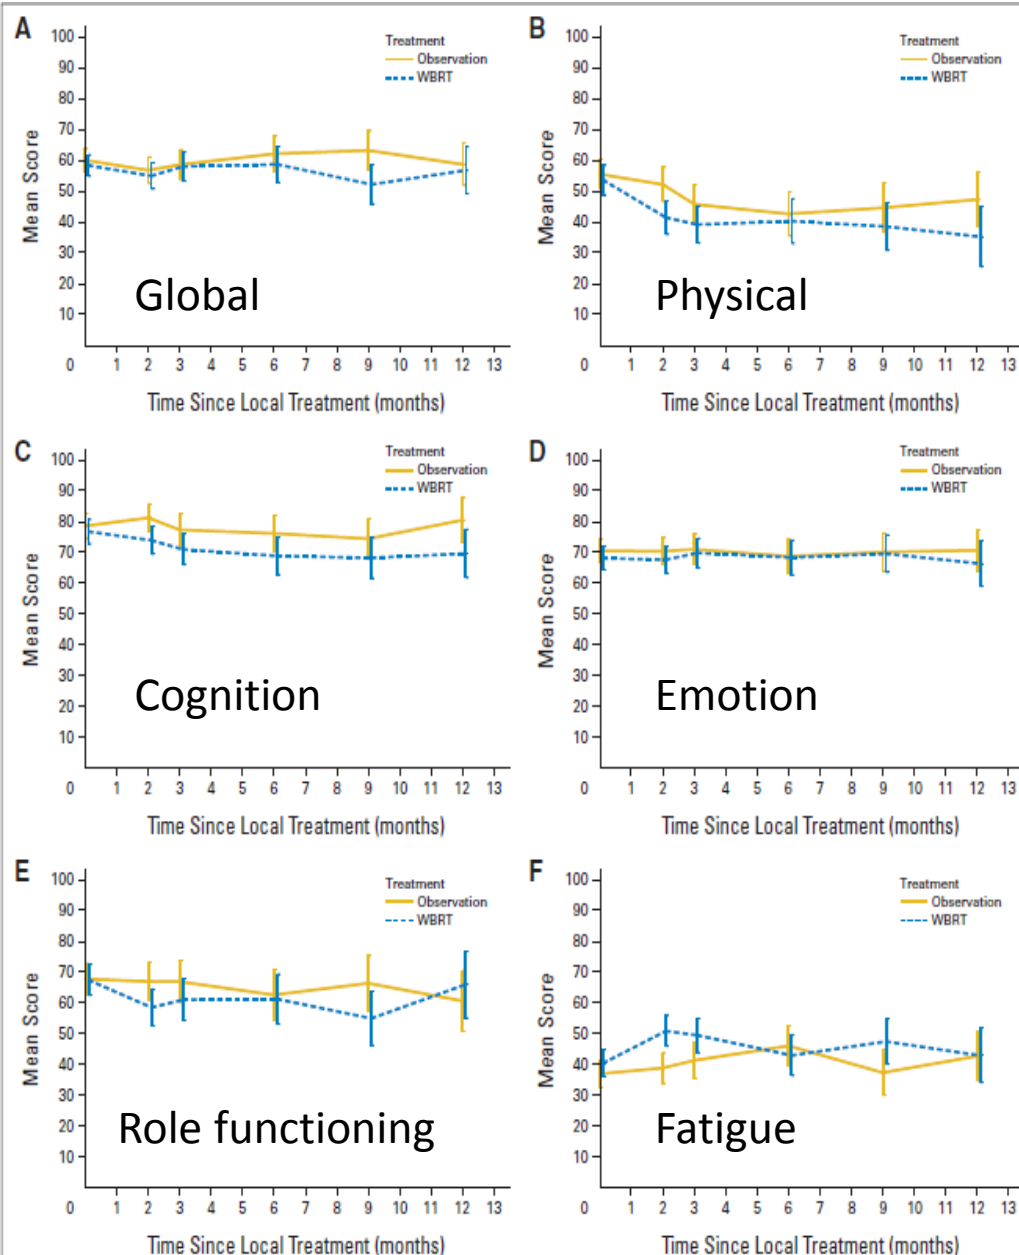 A
Treatment
Observation
WBRT
100
90
80
70
60
50
40
30
20
10
0
Mean Score
Global
1 2 3 4 5 6 7 8 9 10 11 12 13
Time Since Local Treatment (months)
B
Treatment
Observation
WBRT
100
90
80
70
60
50
40
30
20
10
0
Mean Score
Physical
1 2 3 4 5 6 7 8 9 10 11 12 13
Time Since Local Treatment (months)
C
Treatment
Observation
WBRT
100
90
80
70
60
50
40
30
20
10
0
Mean Score
Cognition
1 2 3 4 5 6 7 8 9 10 11 12 13
Time Since Local Treatment (months)
D
Treatment
Observation
WBRT
100
90
80
70
60
50
40
30
20
10
0
Mean Score
Emotion
1 2 3 4 5 6 7 8 9 10 11 12 13
Time Since Local Treatment (months)
E
Treatment
Observation
WBRT
100
90
80
70
60
50
40
30
20
10
0
Mean Score
Role functioning
1 2 3 4 5 6 7 8 9 10 11 12 13
Time Since Local Treatment (months)
F
Treatment
Observation
WBRT
100
90
80
70
60
50
40
30
20
10
0
Mean Score
Fatigue
1 2 3 4 5 6 7 8 9 10 11 12 13
Time Since Local Treatment (months)